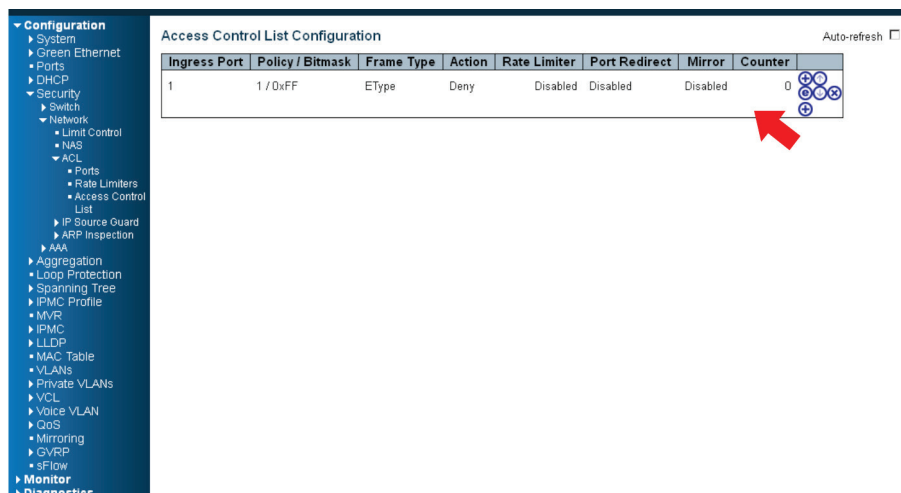 Configuration
System
Green Ethernet
Ports
DHCP
Security
Switch
Network
Limit Control
NAS
ACL
Ports
Rate Limiters
Access Control
List
IP Source Guard
ARP Inspection
AAA
Aggregation
Loop Protection
Spanning Tree
IPMC Profile
MVR
IPMC
LLDP
MAC Table
VLANs
Private VLANs
VCL
Voice VLAN
QoS
Mirroring
GVRP
sFlow
Monitor
Diagnostics
Access Control List Configuration
Auto-refresh
Ingress Port Policy / Bitmask Frame Type Action Rate Limiter Port Redirect Mirror Counter
1 1 / 0xFF EType Deny Disabled Disabled Disabled 0
e